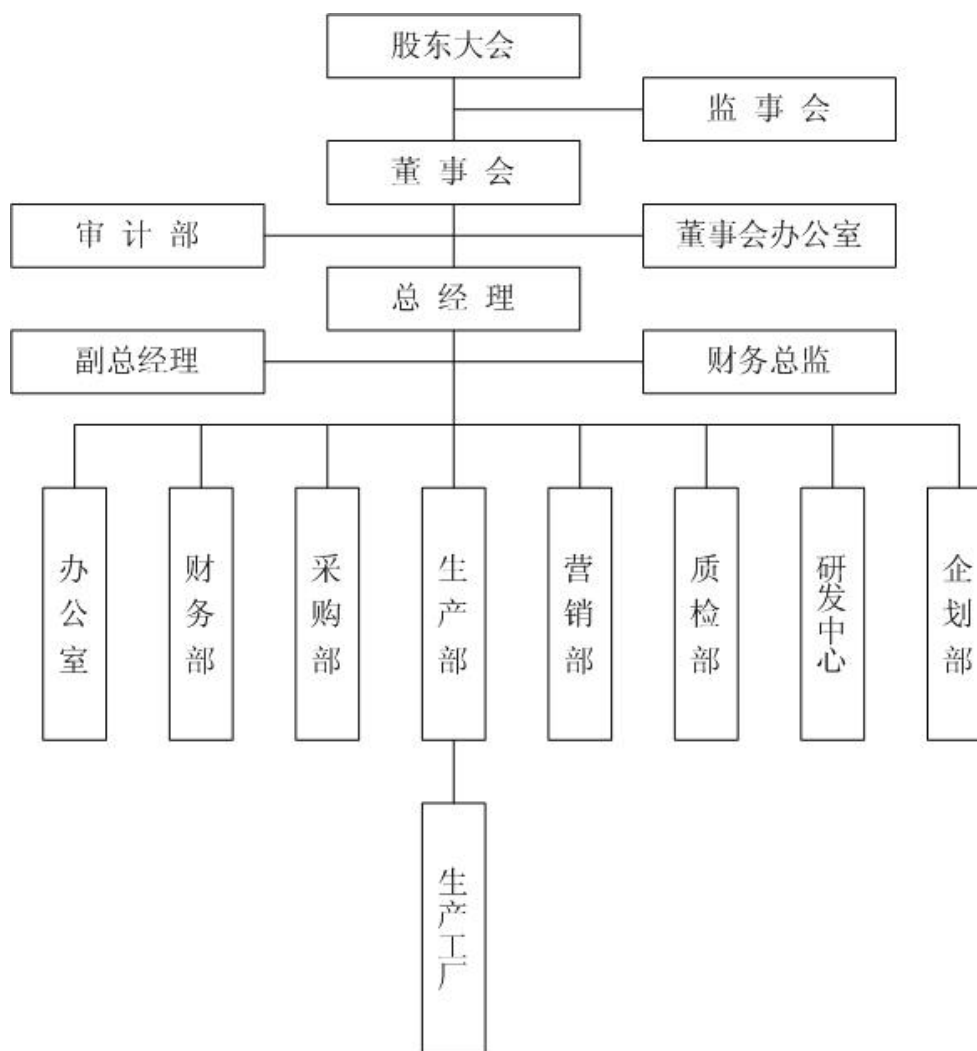 股东大会
监事会
董事会
审计部
董事会办公室
总经理
副总经理
财务总监
办公室
财务部
采购部
生产部
营销部
质检部
研发中心
企划部
生产工厂